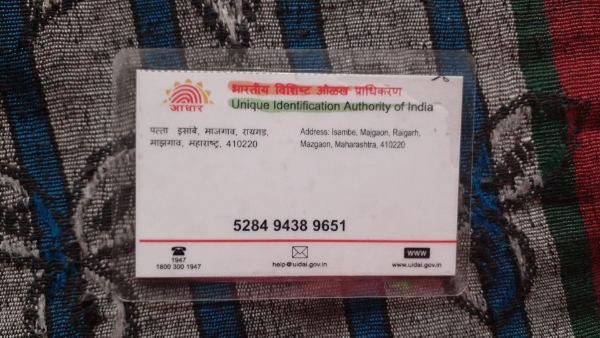 भारतीय विशिष्ट ओळख प्राधिकरण
Unique Identification Authority of India
आधार
पत्ता इसांबे, माजगाव, रायगड,
माझगाव, महाराष्ट्र, 410220
Address: Isambe, Majgaon, Raigarh,
Mazgaon, Maharashtra, 410220
5284 9438 9651
1947
1800 300 1947
help@uidai.gov.in
WWW
www.uidai.gov.in